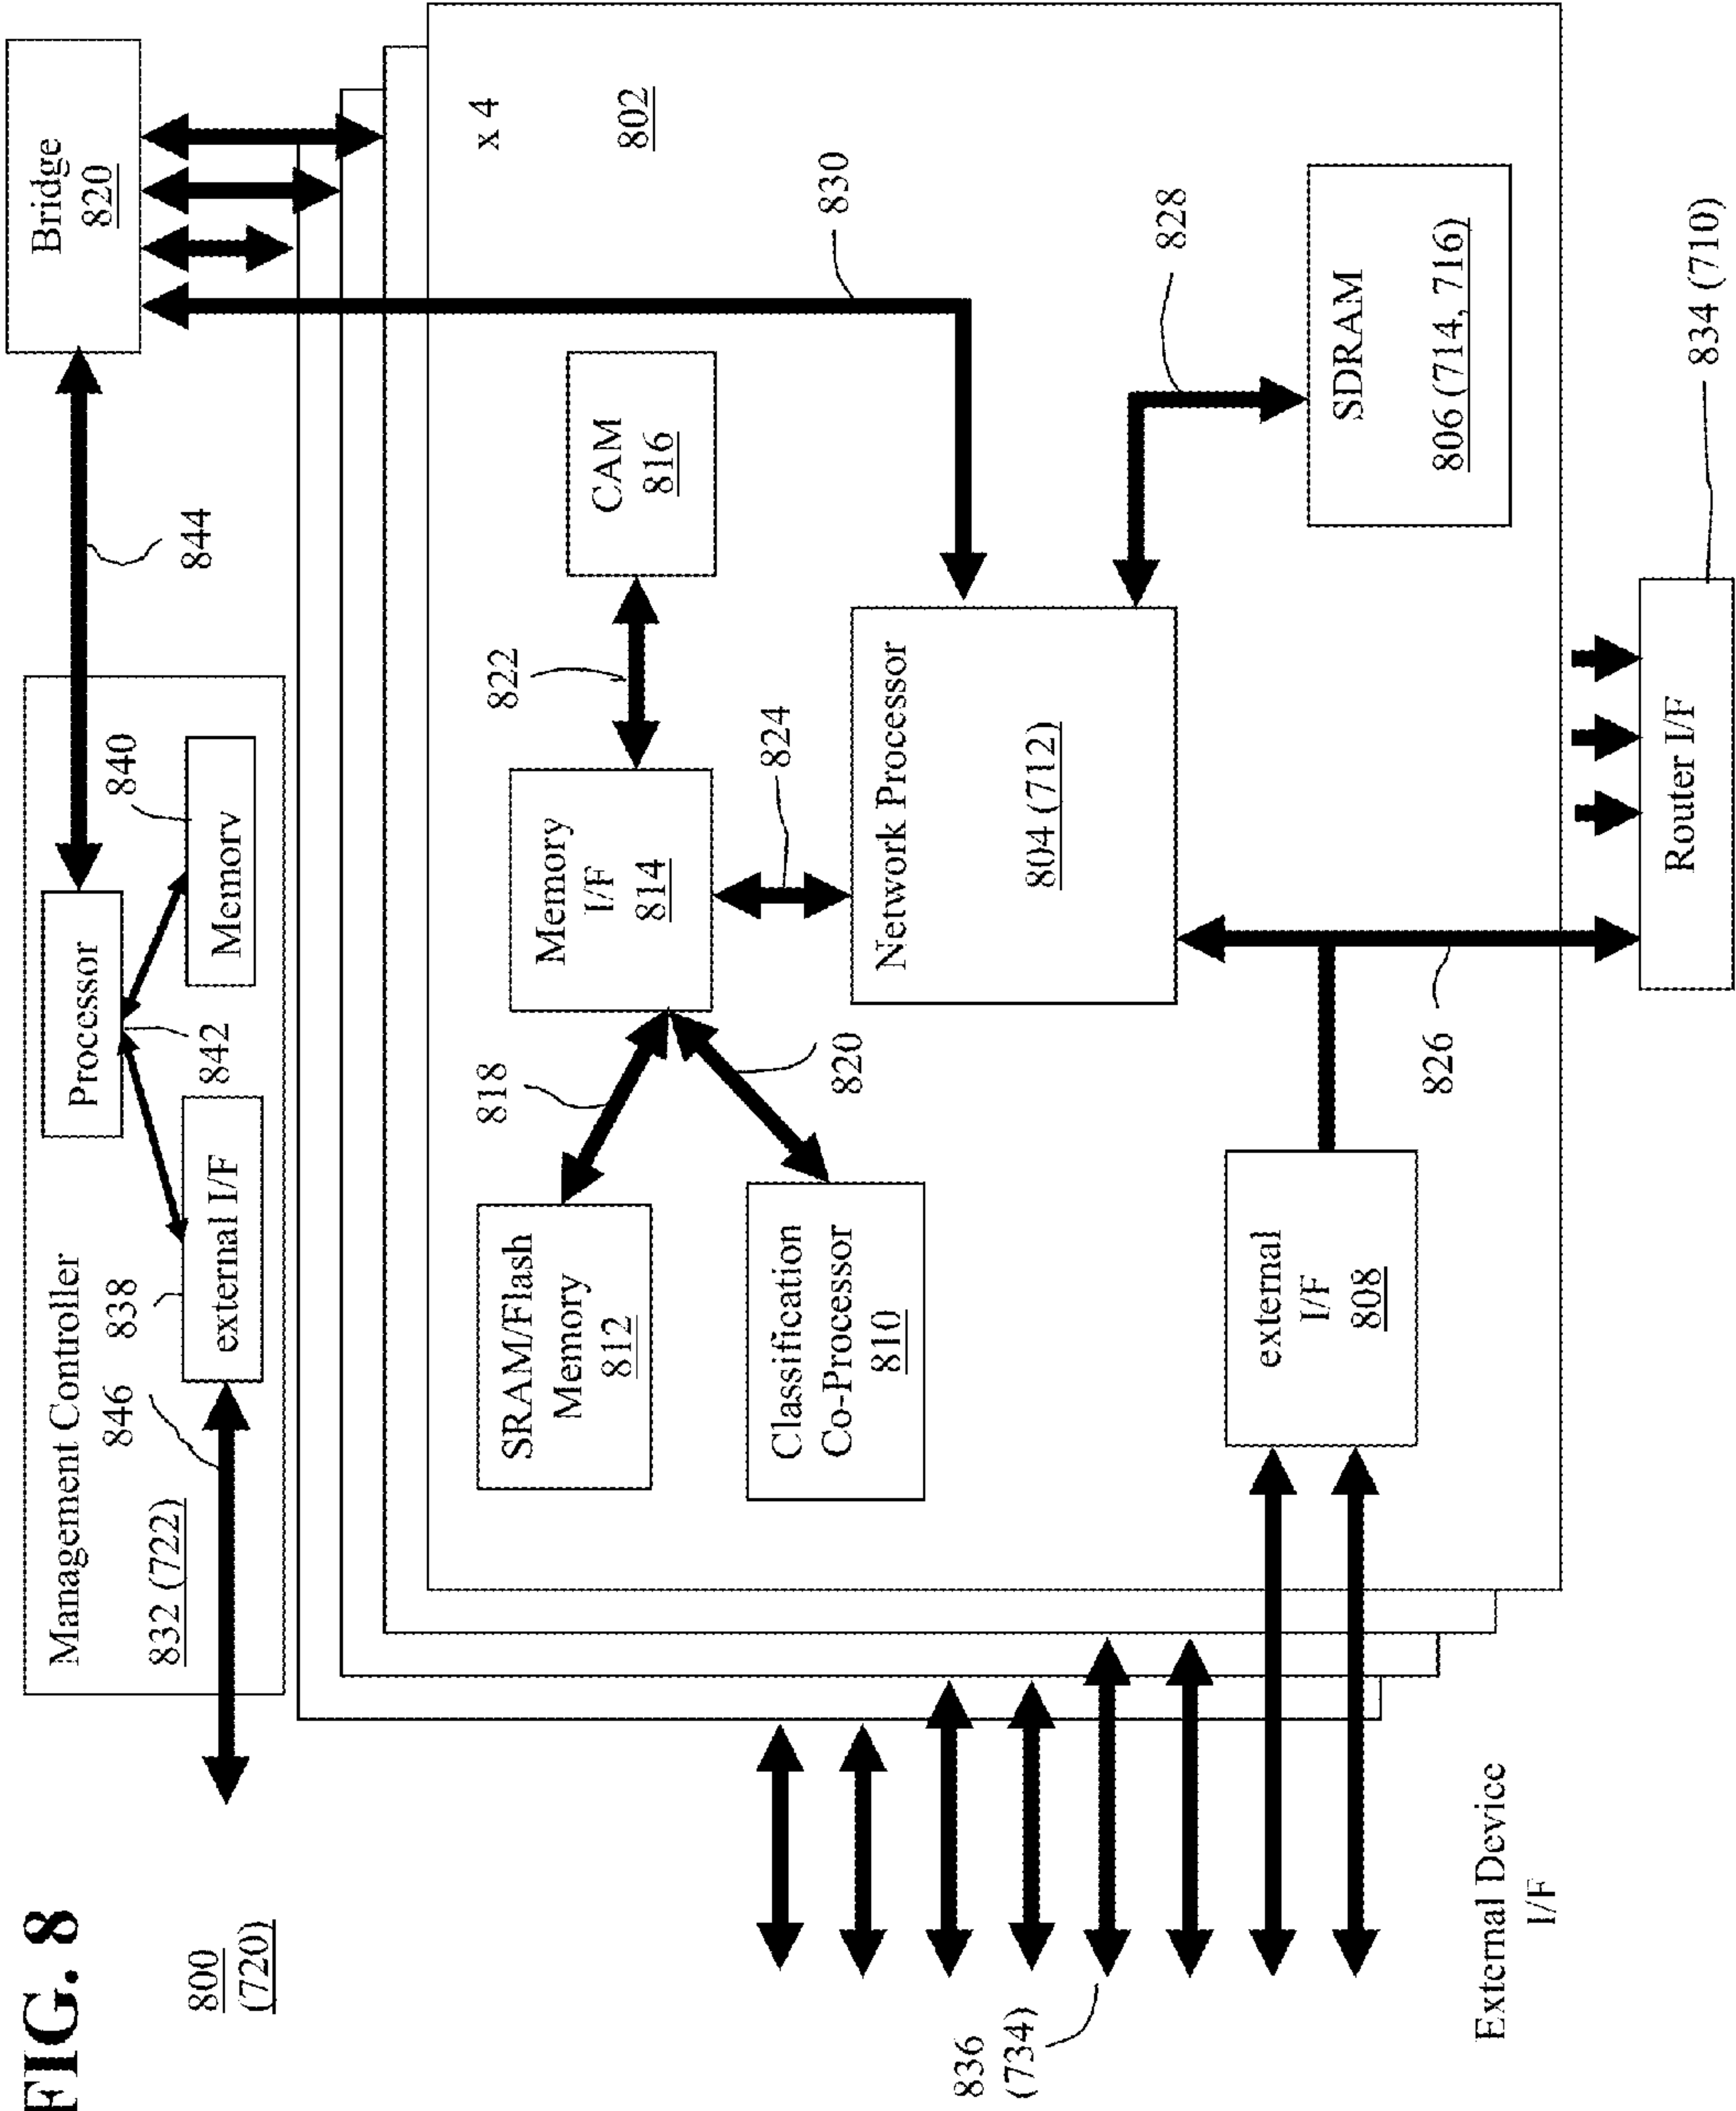 FIG. 8
800
(720)
Management Controller
832 (722)
846
838
external I/F
Processor
842
840
Memory
844
Bridge
820
x 4
802
SRAM/Flash
Memory
812
818
Memory
I/F
814
822
CAM
816
830
Classification
Co-Processor
810
820
824
Network Processor
804 (712)
828
SDRAM
806 (714, 716)
external
I/F
808
826
836
(734)
External Device
I/F
Router I/F
834 (710)